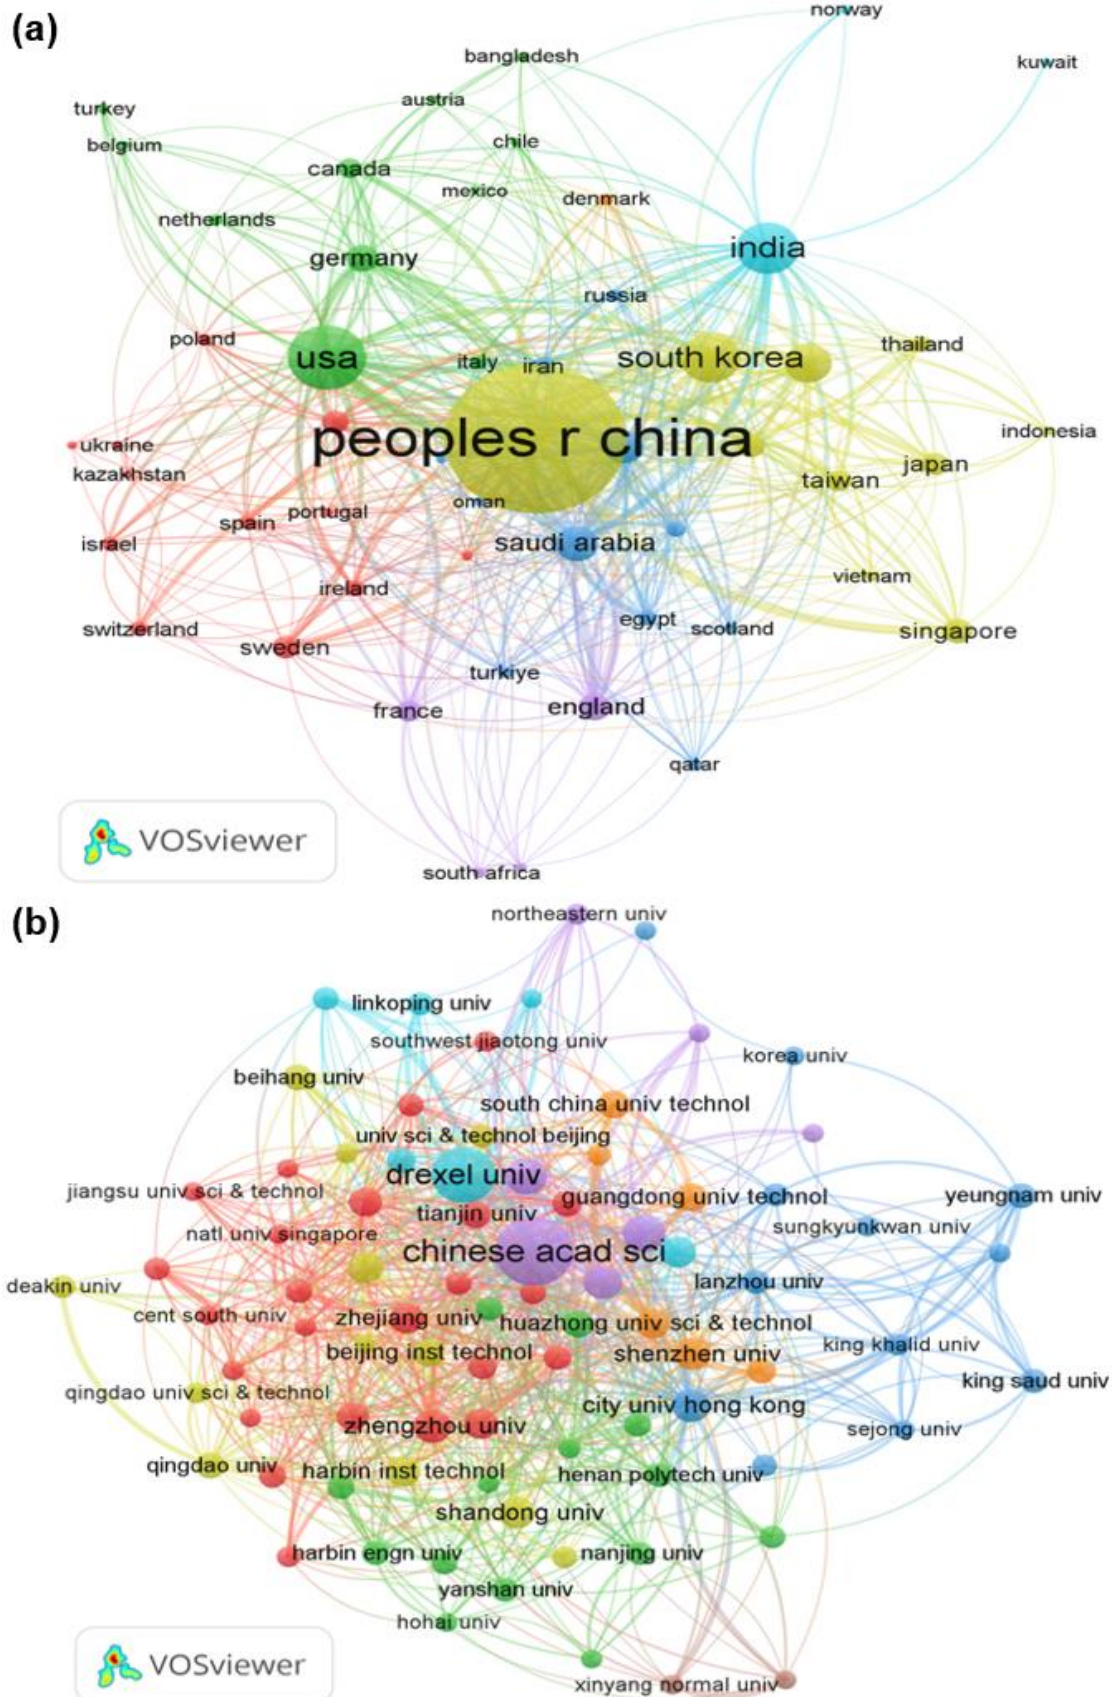 (a)
norway
bangladesh
kuwait
austria
turkey
belgium
chile
canada
mexico
denmark
netherlands
india
germany
russia
poland
usa
italy
iran
south korea
thailand
peoples r china
ukraine
indonesia
kazakhstan
japan
taiwan
oman
portugal
spain
israel
saudi arabia
vietnam
ireland
egypt
scotland
switzerland
singapore
sweden
turkiye
france
england
qatar
VOSviewer
south africa
(b)
northeastern univ
linkoping univ
southwest jiaotong univ
korea univ
beihang univ
south china univ technol
univ sci & technol beijing
drexel univ
jiangsu univ sci & technol
guangdong univ technol
yeungnam univ
tianjin univ
sungkyunkwan univ
natl univ singapore
chinese acad sci
deakin univ
lanzhou univ
cent south univ
zhejiang univ
huazhong univ sci & technol
king khalid univ
beijing inst technol
shenzhen univ
king saud univ
qingdao univ sci & technol
city univ hong kong
zhengzhou univ
sejong univ
qingdao univ
harbin inst technol
henan polytech univ
shandong univ
harbin engn univ
nanjing univ
yanshan univ
hohai univ
VOSviewer
xinyang normal univ